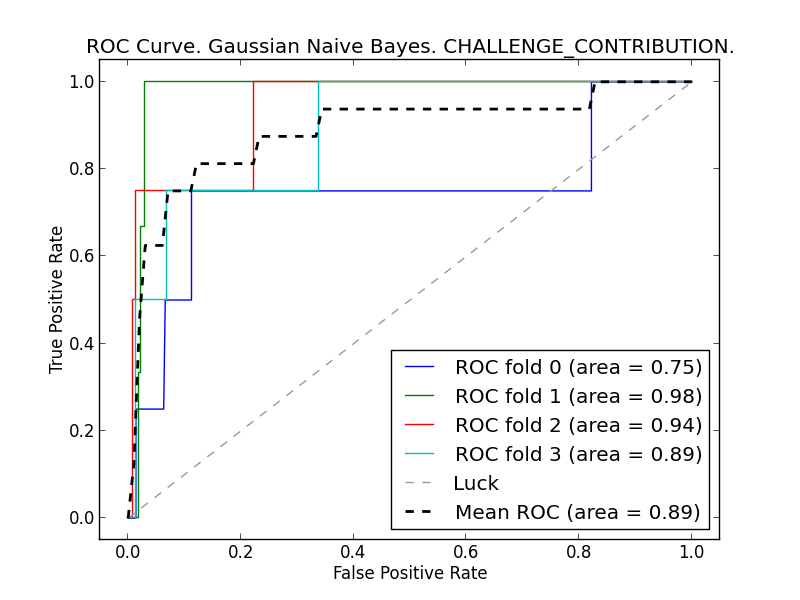 ROC Curve. Gaussian Naive Bayes. CHALLENGE_CONTRIBUTION.
True Positive Rate
1.0
0.8
0.6
0.4
0.2
0.0
0.0 0.2 0.4 0.6 0.8 1.0
False Positive Rate
ROC fold 0 (area = 0.75)
ROC fold 1 (area = 0.98)
ROC fold 2 (area = 0.94)
ROC fold 3 (area = 0.89)
Luck
Mean ROC (area = 0.89)